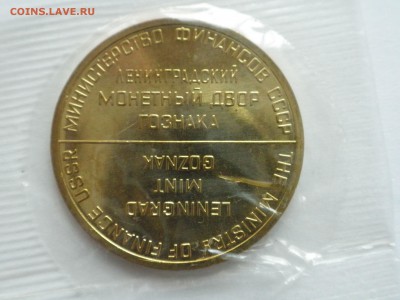 COINS.LAVE.RU
МИНИСТЕРСТВО ФИНАНСОВ СССР
ЛЕНИНГРАДСКИЙ
МОНЕТНЫЙ ДВОР
ГОЗНАКА
THE MINISTRY OF FINANCE USSR
LENINGRAD
MINT
GOZNAK